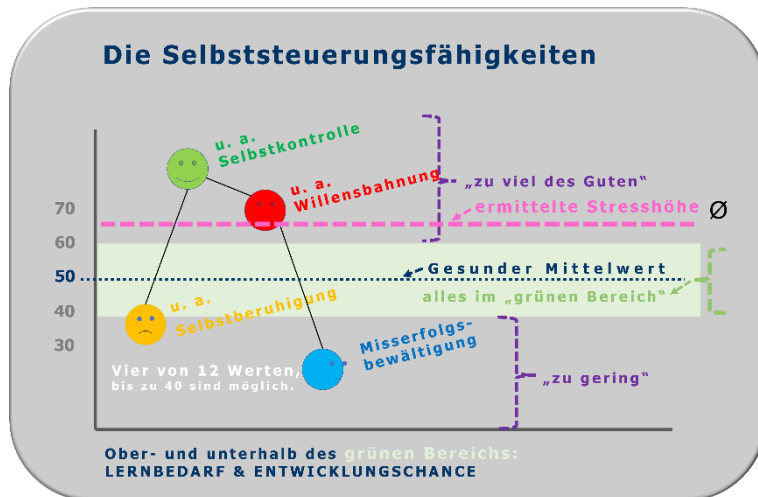 Die Selbststeuerungsfähigkeiten
u. a.
Selbstkontrolle
u. a.
Willensbahnung
„zu viel des Guten“
70
ermittelte Stresshöhe Ø
60
Gesunder Mittelwert
50
alles im „grünen Bereich“
40
u. a.
Selbstberuhigung
30
Misserfolgs-
bewältigung
Vier von 12 Werten,
bis zu 40 sind möglich.
„zu gering“
Ober- und unterhalb des grünen Bereichs:
LERNBEDARF & ENTWICKLUNGSCHANCE